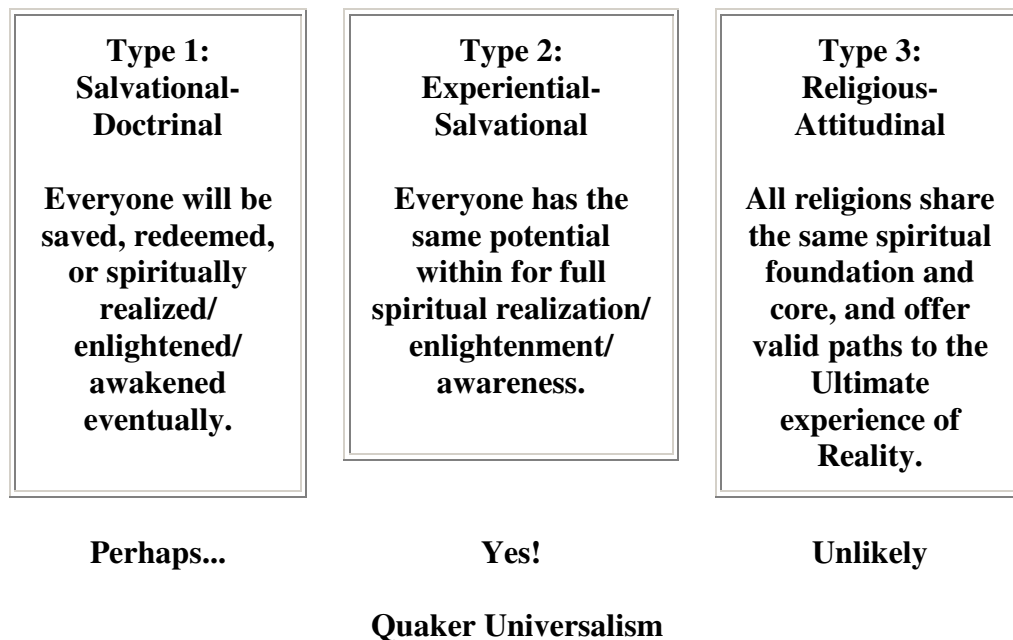 Type 1:
Salvational-
Doctrinal
Everyone will be
saved, redeemed,
or spiritually
realized/
enlightened/
awakened
eventually.
Type 2:
Experiential-
Salvational
Everyone has the
same potential
within for full
spiritual realization/
enlightenment/
awareness.
Type 3:
Religious-
Attitudinal
All religions share
the same spiritual
foundation and
core, and offer
valid paths to the
Ultimate
experience of
Reality.
Perhaps...
Yes!
Unlikely
Quaker Universalism